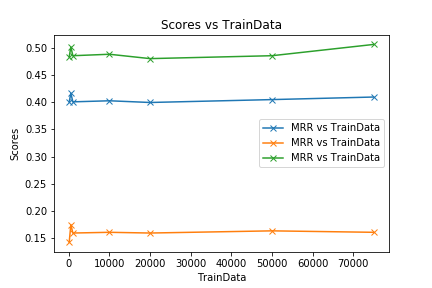 Scores vs TrainData
0.50
0.45
0.40
0.35
0.30
0.25
0.20
0.15
Scores
MRR vs TrainData
MRR vs TrainData
MRR vs TrainData
0 10000 20000 30000 40000 50000 60000 70000
TrainData